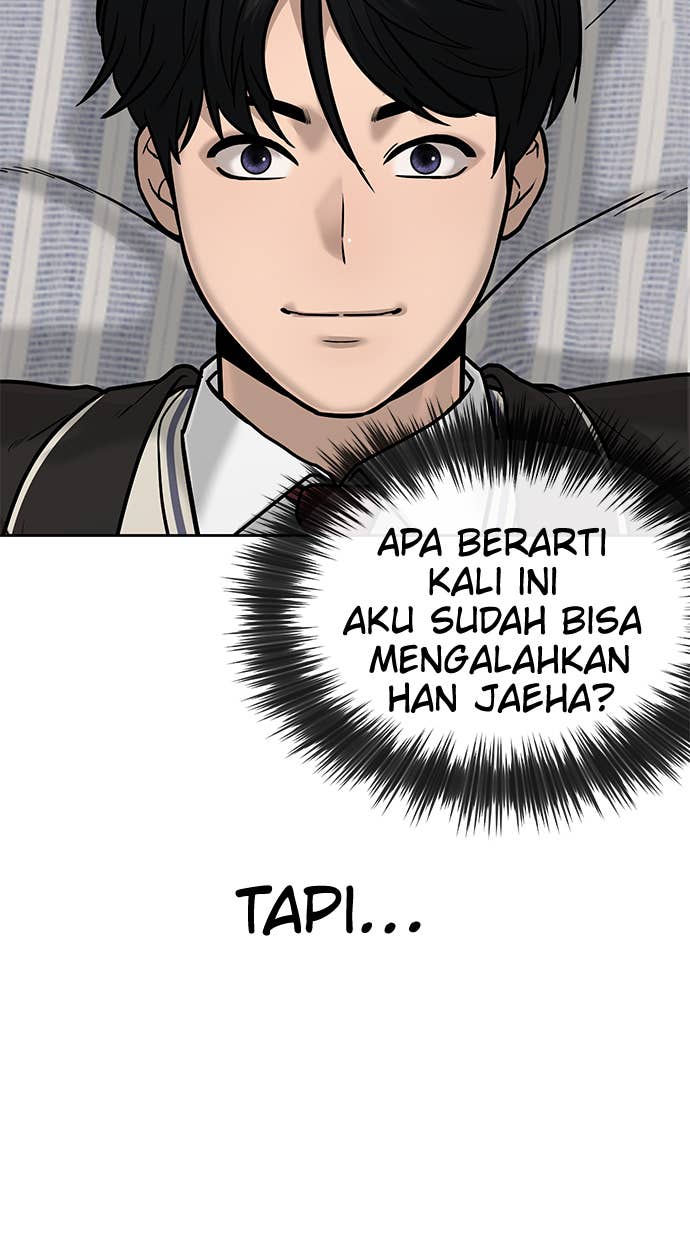 APA BERARTI
KALI INI
AKU SUDAH BISA
MENGALAHKAN
HAN JAEHA?
TAPI...